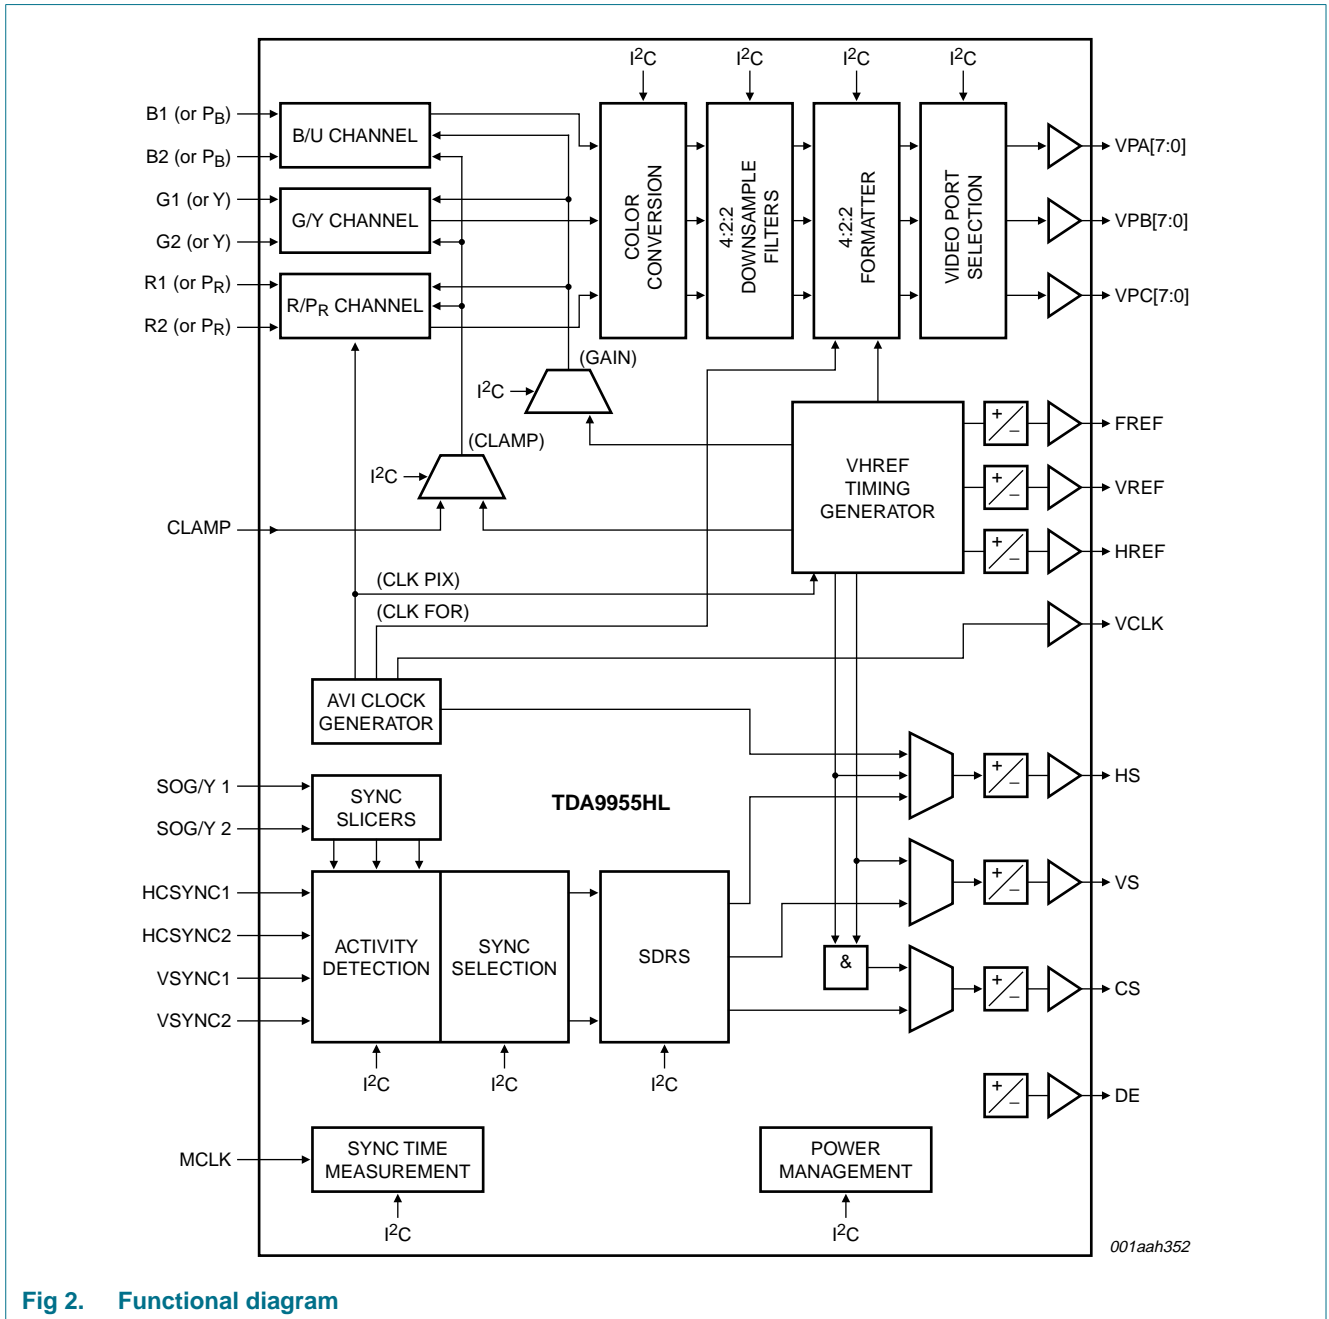 I2C
I2C
I2C
I2C
B1 (or PB)
B2 (or PB)
G1 (or Y)
G2 (or Y)
R1 (or PR)
R2 (or PR)
B/U CHANNEL
G/Y CHANNEL
R/PR CHANNEL
COLOR
CONVERSION
4:2:2
DOWNSAMPLE
FILTERS
4:2:2
FORMATTER
VIDEO PORT
SELECTION
VPA[7:0]
VPB[7:0]
VPC[7:0]
(GAIN)
I2C
(CLAMP)
I2C
CLAMP
VHREF
TIMING
GENERATOR
+
−
FREF
+
−
VREF
+
−
HREF
(CLK PIX)
(CLK FOR)
VCLK
AVI CLOCK
GENERATOR
SOG/Y 1
SOG/Y 2
SYNC
SLICERS
TDA9955HL
+
−
HS
HCSYNC1
HCSYNC2
VSYNC1
VSYNC2
ACTIVITY
DETECTION
SYNC
SELECTION
SDRS
+
−
VS
&
+
−
CS
I2C
I2C
I2C
+
−
DE
MCLK
SYNC TIME
MEASUREMENT
I2C
POWER
MANAGEMENT
I2C
001aah352
Fig 2. Functional diagram